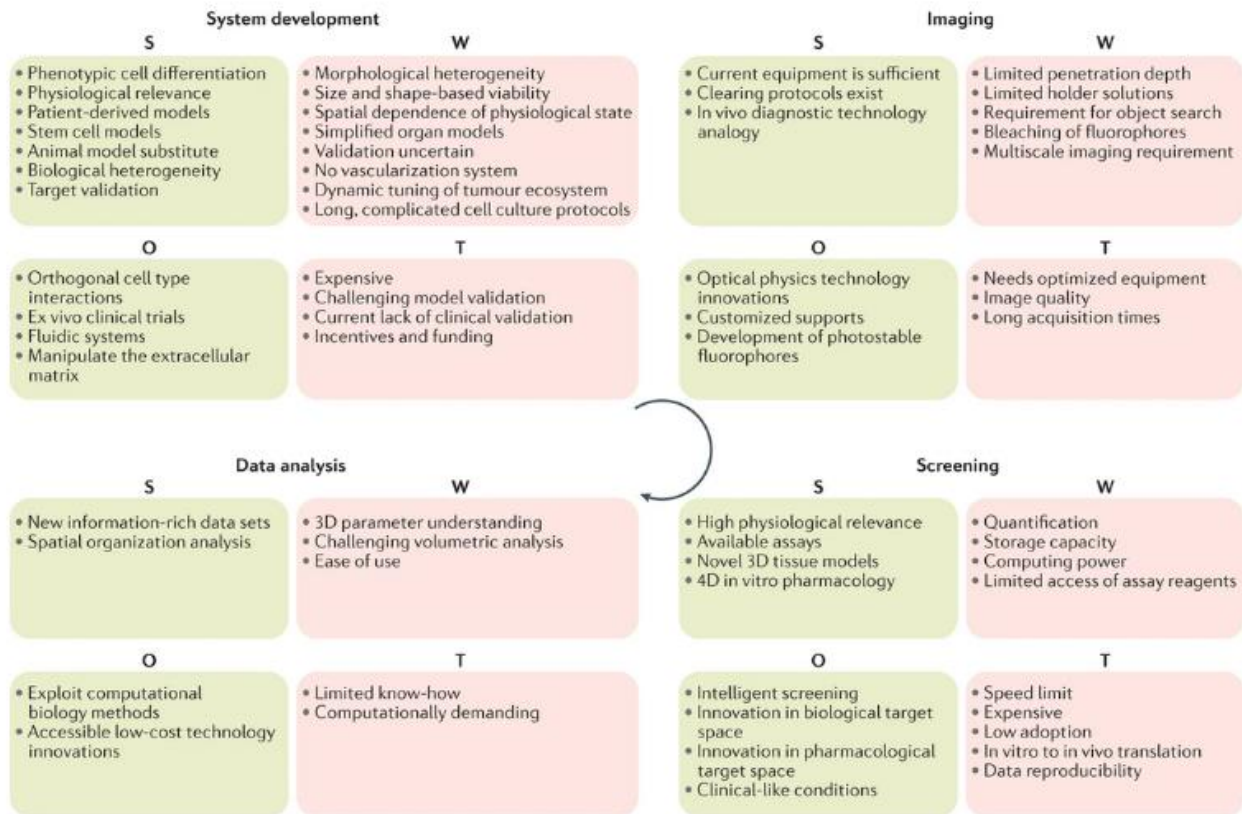 System development
S
• Phenotypic cell differentiation
• Physiological relevance
• Patient-derived models
• Stem cell models
• Animal model substitute
• Biological heterogeneity
• Target validation
W
• Morphological heterogeneity
• Size and shape-based viability
• Spatial dependence of physiological state
• Simplified organ models
• Validation uncertain
• No vascularization system
• Dynamic tuning of tumour ecosystem
• Long, complicated cell culture protocols
O
• Orthogonal cell type
interactions
• Ex vivo clinical trials
• Fluidic systems
• Manipulate the extracellular
matrix
T
• Expensive
• Challenging model validation
• Current lack of clinical validation
• Incentives and funding
Imaging
S
• Current equipment is sufficient
• Clearing protocols exist
• In vivo diagnostic technology
analogy
W
• Limited penetration depth
• Limited holder solutions
• Requirement for object search
• Bleaching of fluorophores
• Multiscale imaging requirement
O
• Optical physics technology
innovations
• Customized supports
• Development of photostable
fluorophores
T
• Needs optimized equipment
• Image quality
• Long acquisition times
Data analysis
S
• New information-rich data sets
• Spatial organization analysis
W
• 3D parameter understanding
• Challenging volumetric analysis
• Ease of use
O
• Exploit computational
biology methods
• Accessible low-cost technology
innovations
T
• Limited know-how
• Computationally demanding
Screening
S
• High physiological relevance
• Available assays
• Novel 3D tissue models
• 4D in vitro pharmacology
W
• Quantification
• Storage capacity
• Computing power
• Limited access of assay reagents
O
• Intelligent screening
• Innovation in biological target
space
• Innovation in pharmacological
target space
• Clinical-like conditions
T
• Speed limit
• Expensive
• Low adoption
• In vitro to in vivo translation
• Data reproducibility